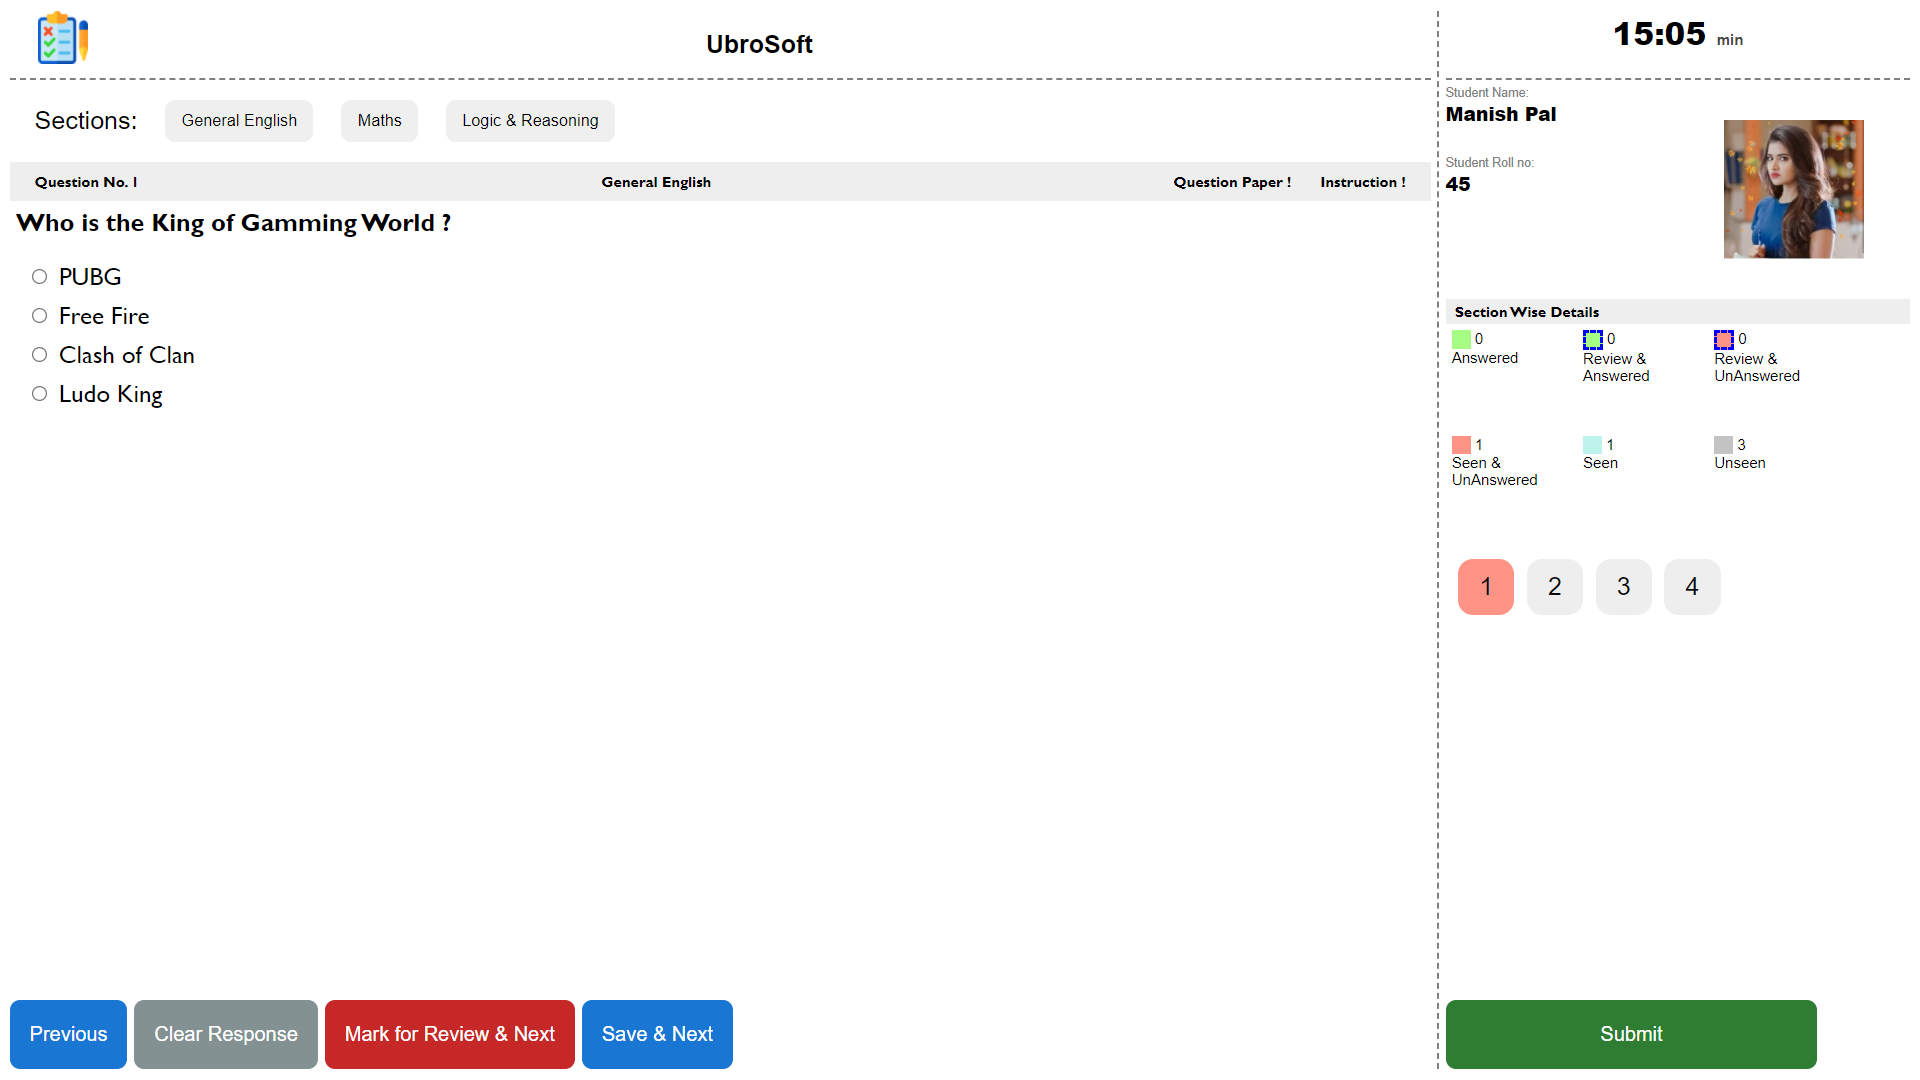 UbroSoft
15:05 min
Sections: General English Maths Logic & Reasoning
Question No. 1 General English Question Paper ! Instruction !
Who is the King of Gamming World ?
PUBG
Free Fire
Clash of Clan
Ludo King
Previous Clear Response Mark for Review & Next Save & Next
Student Name:
Manish Pal
Student Roll no:
45
Section Wise Details
0
Answered
0
Review &
Answered
0
Review &
UnAnswered
1
Seen &
UnAnswered
1
Seen
3
Unseen
1 2 3 4
Submit